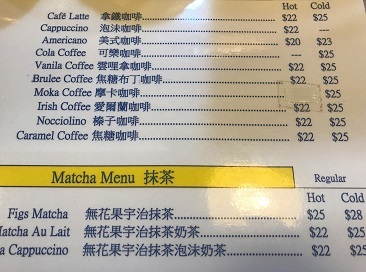 Hot Cold
Café Latte 拿鐵咖啡 $22 $25
Cappuccino 泡沫咖啡 $22 ---
Americano 美式咖啡 $20 $23
Cola Coffee 可樂咖啡 --- $25
Vanila Coffee 雲哩拿咖啡 $22 $25
Brulee Coffee 焦糖布丁咖啡 $22 $25
Moka Coffee 摩卡咖啡 $25
Irish Coffee 愛爾蘭咖啡 $22 $25
Nocciolino 榛子咖啡 $22 $25
Caramel Coffee 焦糖咖啡 $22 $25
Matcha Menu 抹茶 Regular
Hot Cold
Figs Matcha 無花果宇治抹茶 $25 $28
Matcha Au Lait 無花果宇治抹茶奶茶 $22 $25
a Cappuccino 無花果宇治抹茶泡沫奶茶 $22 $25